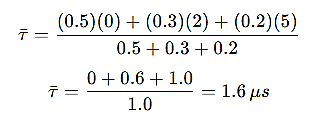 τ̄ = (0.5)(0) + (0.3)(2) + (0.2)(5) / 0.5 + 0.3 + 0.2
τ̄ = 0 + 0.6 + 1.0 / 1.0 = 1.6 μs